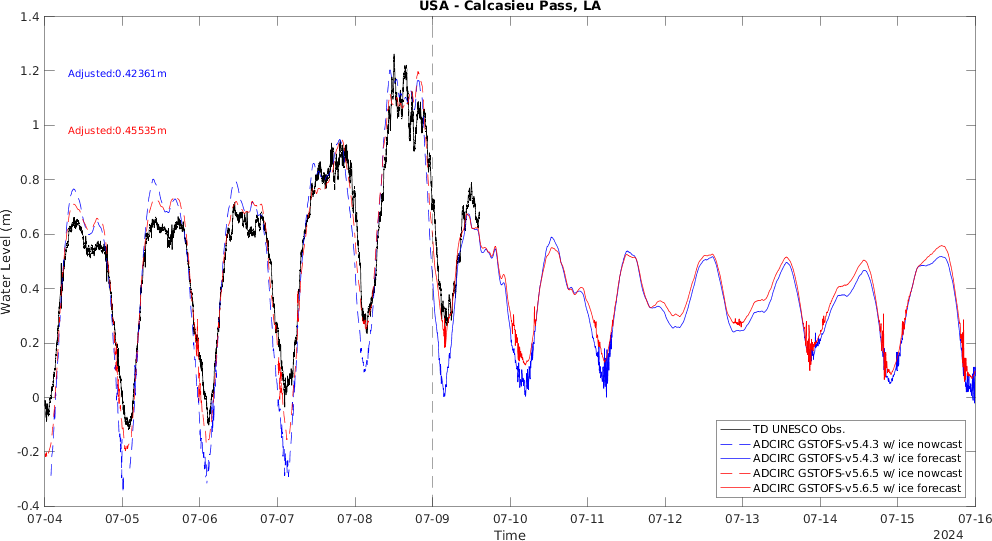 USA - Calcasieu Pass, LA
1.4
1.2
1
0.8
0.6
0.4
0.2
0
-0.2
-0.4
Water Level (m)
Adjusted:0.42361m
Adjusted:0.45535m
TD UNESCO Obs.
ADCIRC GSTOFS-v5.4.3 w/ ice nowcast
ADCIRC GSTOFS-v5.4.3 w/ ice forecast
ADCIRC GSTOFS-v5.6.5 w/ ice nowcast
ADCIRC GSTOFS-v5.6.5 w/ ice forecast
07-04 07-05 07-06 07-07 07-08 07-09 07-10 07-11 07-12 07-13 07-14 07-15 07-16
Time
2024